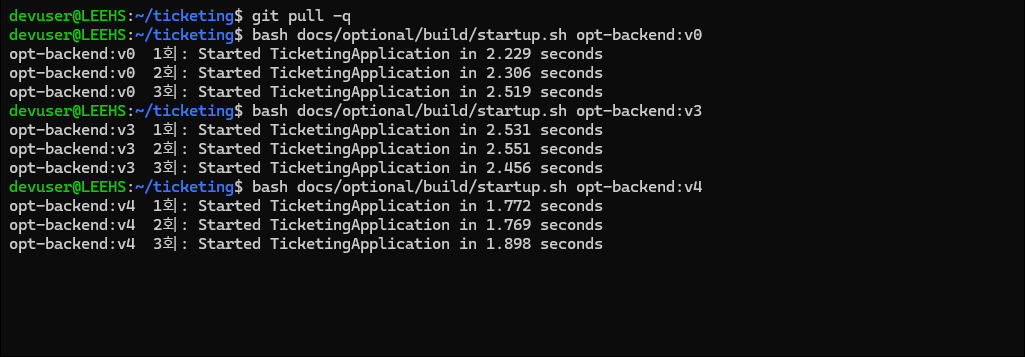 devuser@LEEHS:~/ticketing$ git pull -q
devuser@LEEHS:~/ticketing$ bash docs/optional/build/startup.sh opt-backend:v0
opt-backend:v0  1회: Started TicketingApplication in 2.229 seconds
opt-backend:v0  2회: Started TicketingApplication in 2.306 seconds
opt-backend:v0  3회: Started TicketingApplication in 2.519 seconds
devuser@LEEHS:~/ticketing$ bash docs/optional/build/startup.sh opt-backend:v3
opt-backend:v3  1회: Started TicketingApplication in 2.531 seconds
opt-backend:v3  2회: Started TicketingApplication in 2.551 seconds
opt-backend:v3  3회: Started TicketingApplication in 2.456 seconds
devuser@LEEHS:~/ticketing$ bash docs/optional/build/startup.sh opt-backend:v4
opt-backend:v4  1회: Started TicketingApplication in 1.772 seconds
opt-backend:v4  2회: Started TicketingApplication in 1.769 seconds
opt-backend:v4  3회: Started TicketingApplication in 1.898 seconds